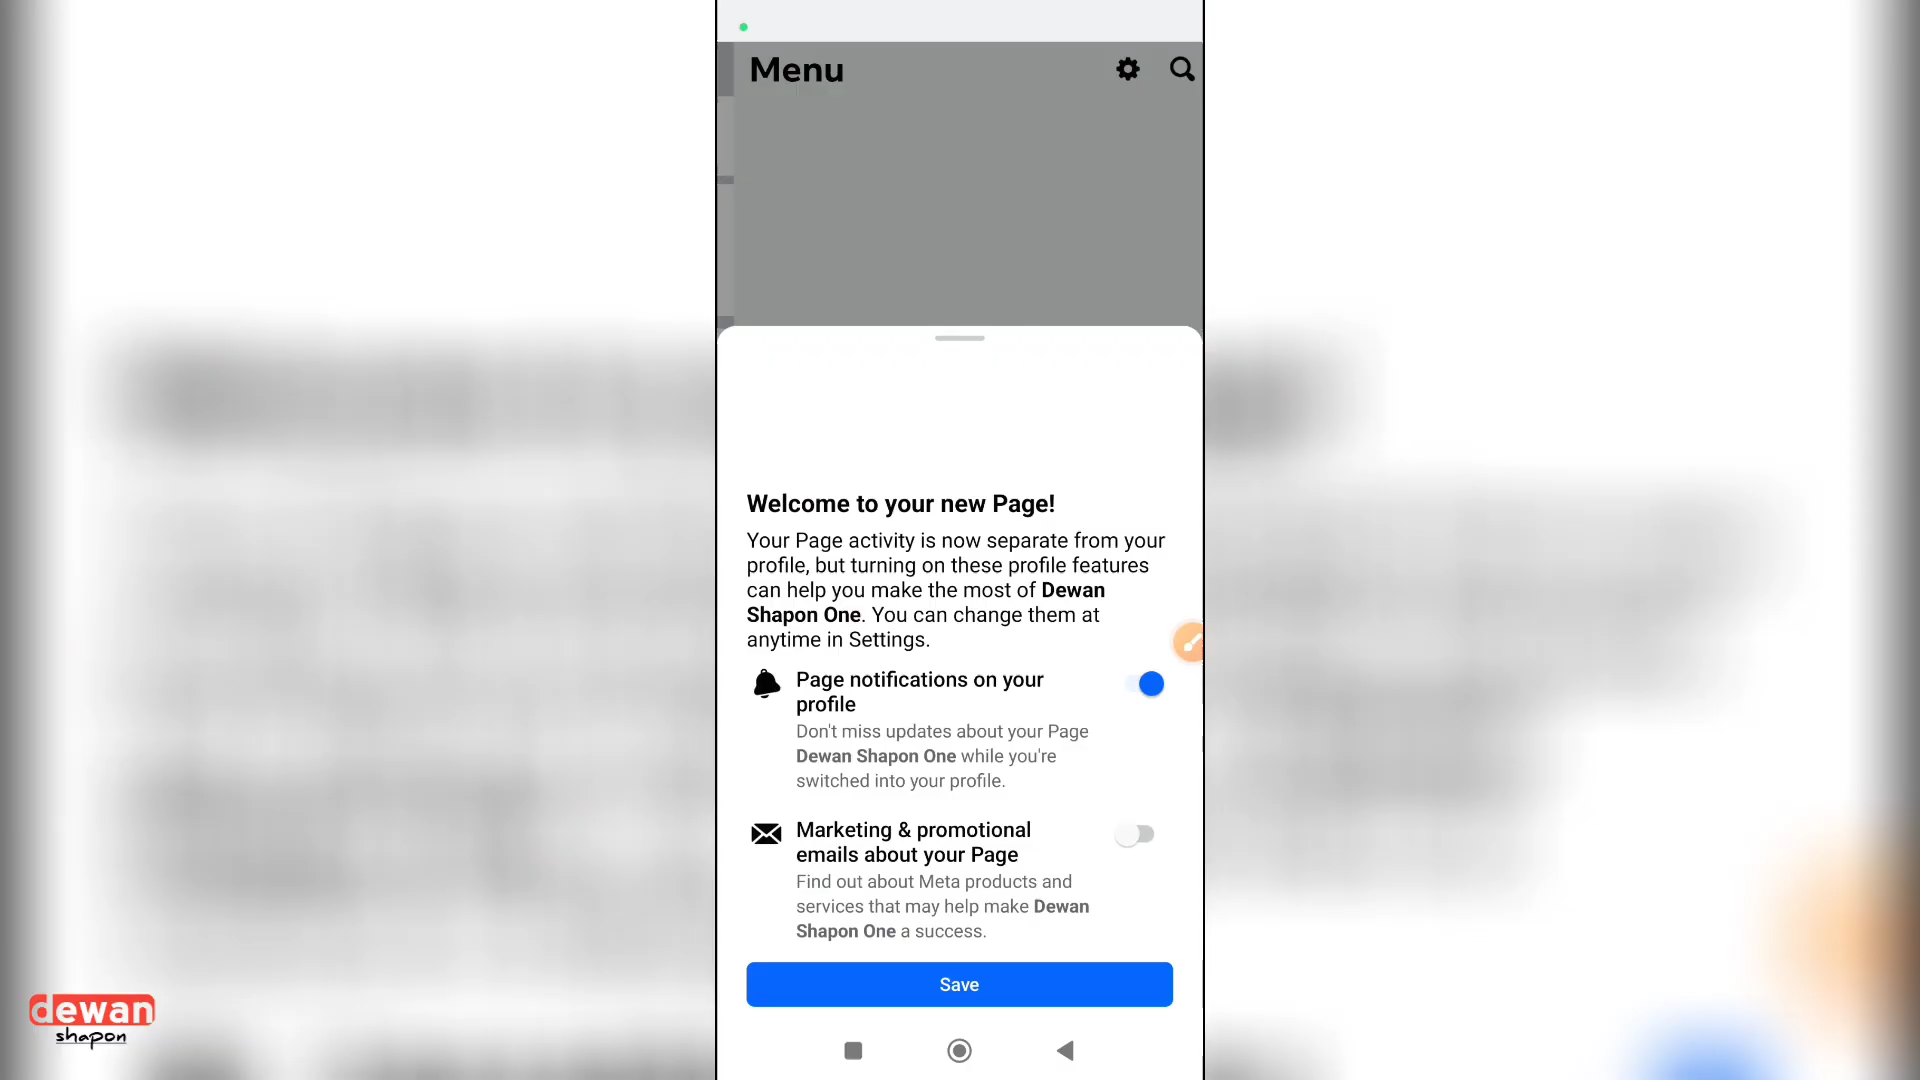 Menu
Welcome to your new Page!
Your Page activity is now separate from your
profile, but turning on these profile features
can help you make the most of Dewan
Shapon One. You can change them at
anytime in Settings.
Page notifications on your
profile
Don't miss updates about your Page
Dewan Shapon One while you're
switched into your profile.
Marketing & promotional
emails about your Page
Find out about Meta products and
services that may help make Dewan
Shapon One a success.
Save
dewan
shapon